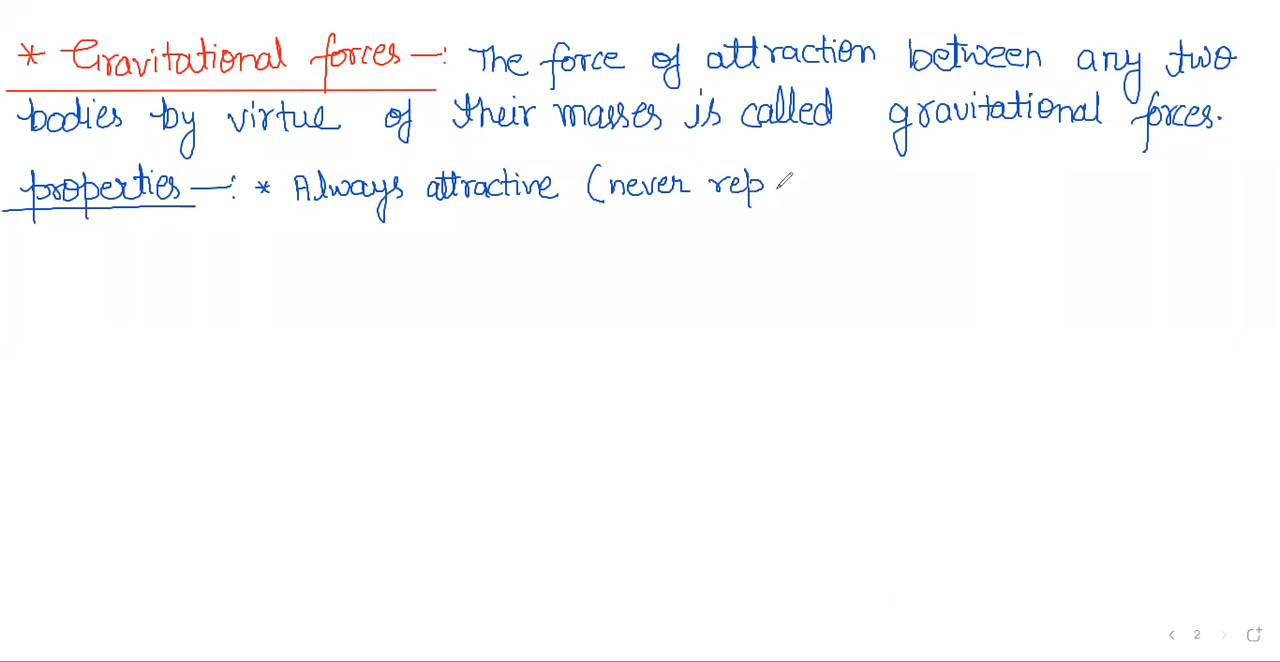 * Gravitational forces -: The force of attraction between any two
bodies by virtue of their masses is called gravitational forces.
properties -: * Always attractive (never rep
2